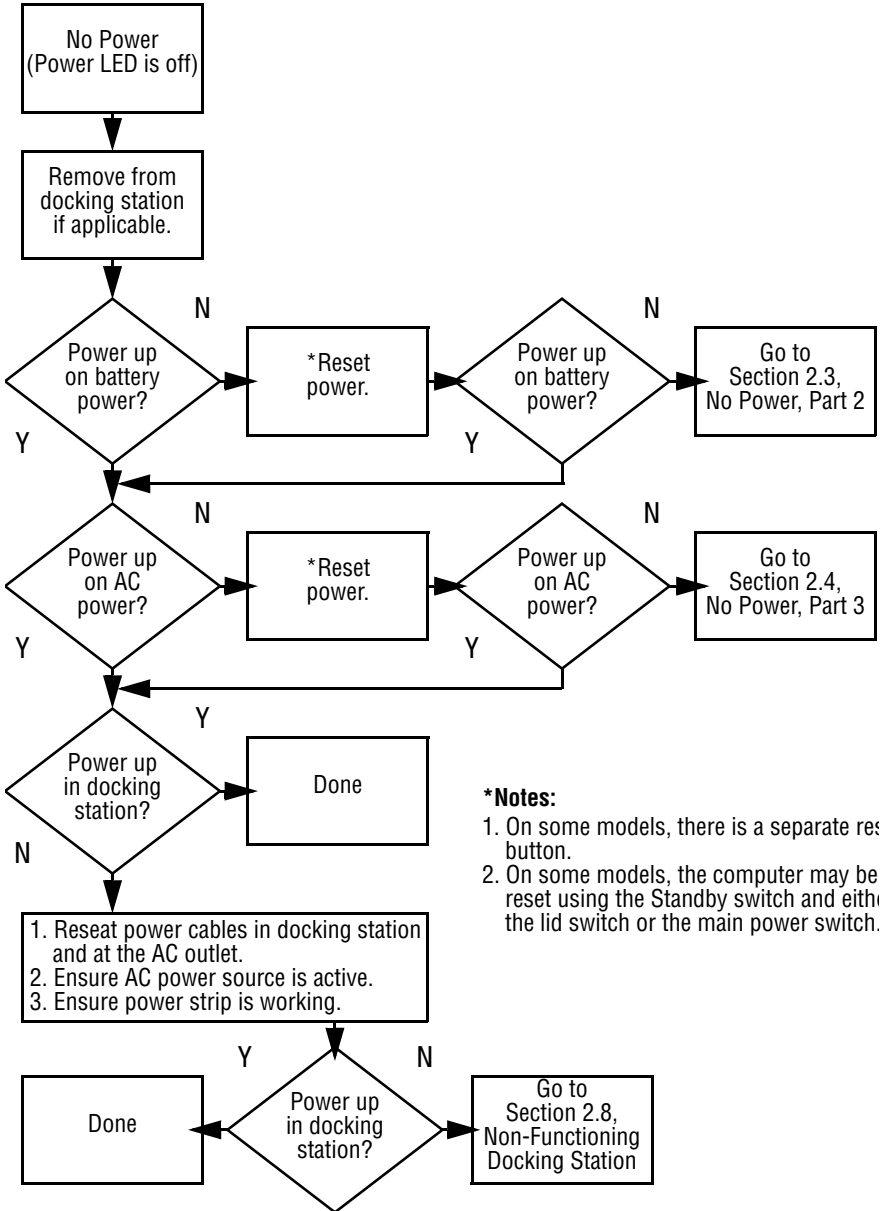 No Power
(Power LED is off)
Remove from
docking station
if applicable.
N
Power up
on battery
power?
Y
*Reset
power.
N
Power up
on battery
power?
Y
Go to
Section 2.3,
No Power, Part 2
N
Power up
on AC
power?
Y
*Reset
power.
N
Power up
on AC
power?
Y
Go to
Section 2.4,
No Power, Part 3
Y
Power up
in docking
station?
N
Done
*Notes:
1. On some models, there is a separate res
button.
2. On some models, the computer may be
reset using the Standby switch and eithe
the lid switch or the main power switch.
1. Reseat power cables in docking station
and at the AC outlet.
2. Ensure AC power source is active.
3. Ensure power strip is working.
Y
N
Done
Power up
in docking
station?
Go to
Section 2.8,
Non-Functioning
Docking Station